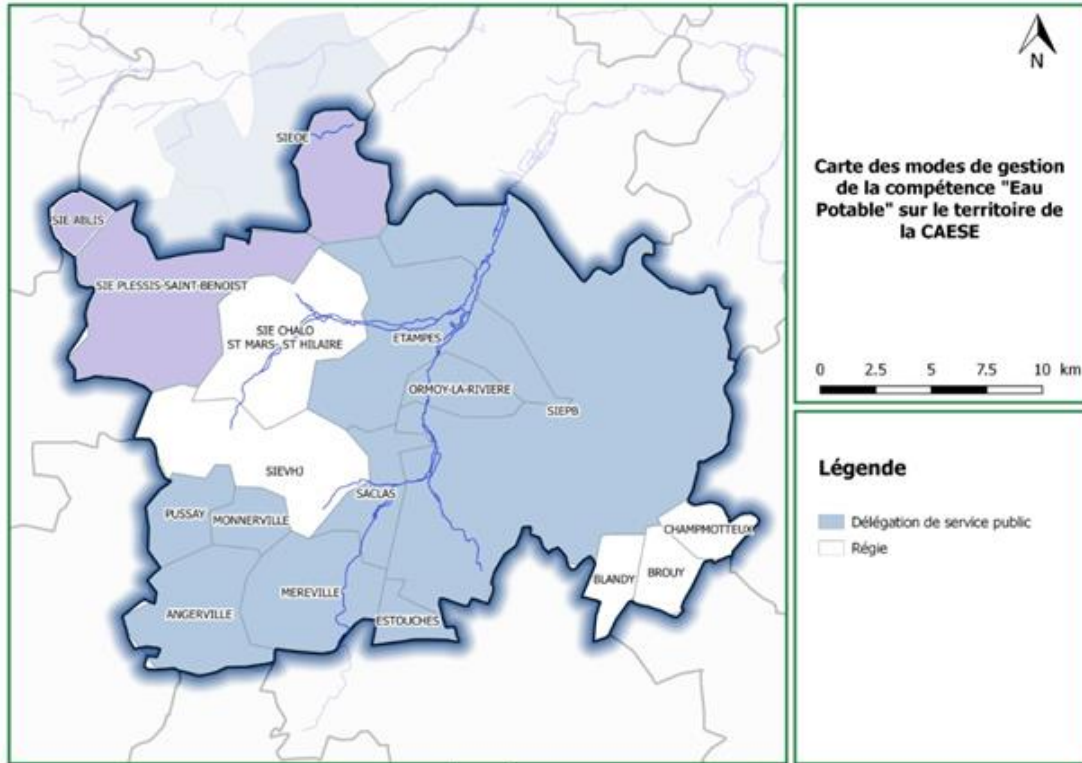 SIEOE
SIE ABLIS
SIE PLESSIS-SAINT-BENOIST
SIE CHALO
ST MARS- ST HILAIRE
ETAMPES
ORMOY-LA-RIVIERE
SIEPB
SIEVHJ
SACLAS
PUSSAY
MONNERVILLE
CHAMPMOTTEUX
BLANDY
BROUY
MEREVILLE
ANGERVILLE
ESTOUCHES
N
Carte des modes de gestion
de la compétence "Eau
Potable" sur le territoire de
la CAESE
0 2.5 5 7.5 10 km
Légende
Délégation de service public
Régie